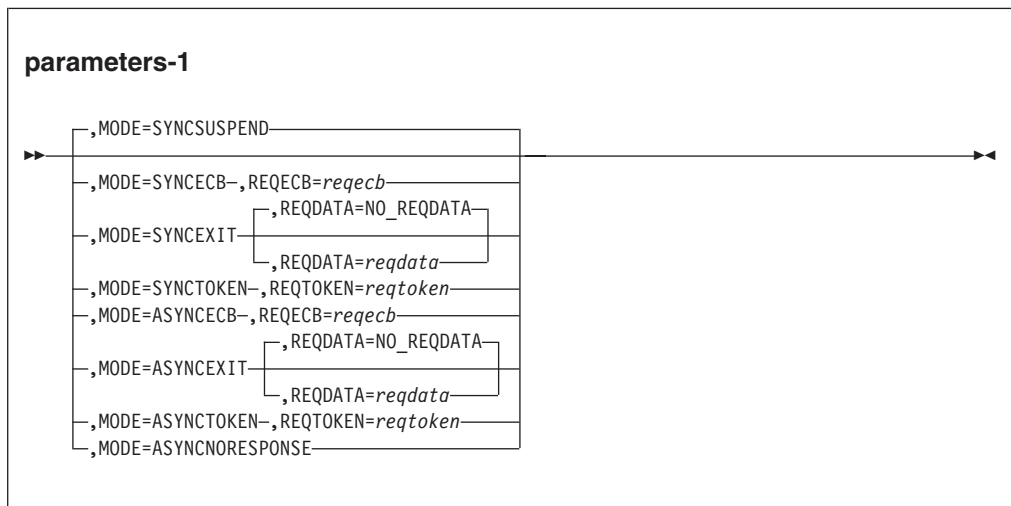 parameters-1
,MODE=SYNCSUSPEND
,MODE=SYNCECB ,REQECB=reqecb
,REQDATA=NO_REQDATA
,MODE=SYNCEXIT
,REQDATA=reqdata
,MODE=SYNCTOKEN ,REQTOKEN=reqtoken
,MODE=ASYNCECB ,REQECB=reqecb
,REQDATA=NO_REQDATA
,MODE=ASYNCEXIT
,REQDATA=reqdata
,MODE=ASYNCTOKEN ,REQTOKEN=reqtoken
,MODE=ASYNCNORESPONSE